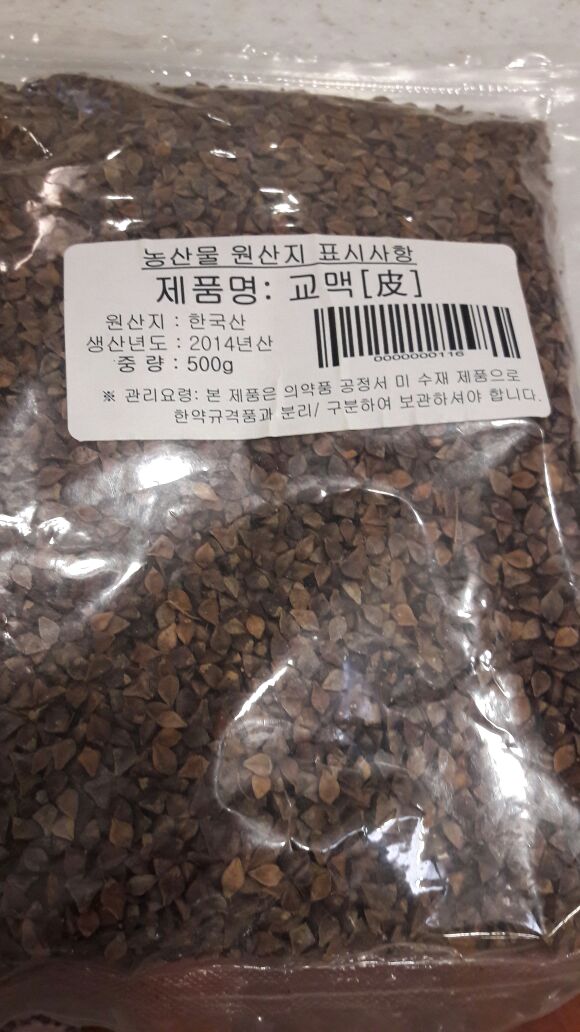 농산물 원산지 표시사항
제품명: 교맥[皮]
원산지 : 한국산
생산년도 : 2014년산
중 량 : 500g
0000000116
※ 관리요령: 본 제품은 의약품 공정서 미 수재 제품으로
한약규격품과 분리/ 구분하여 보관하셔야 합니다.